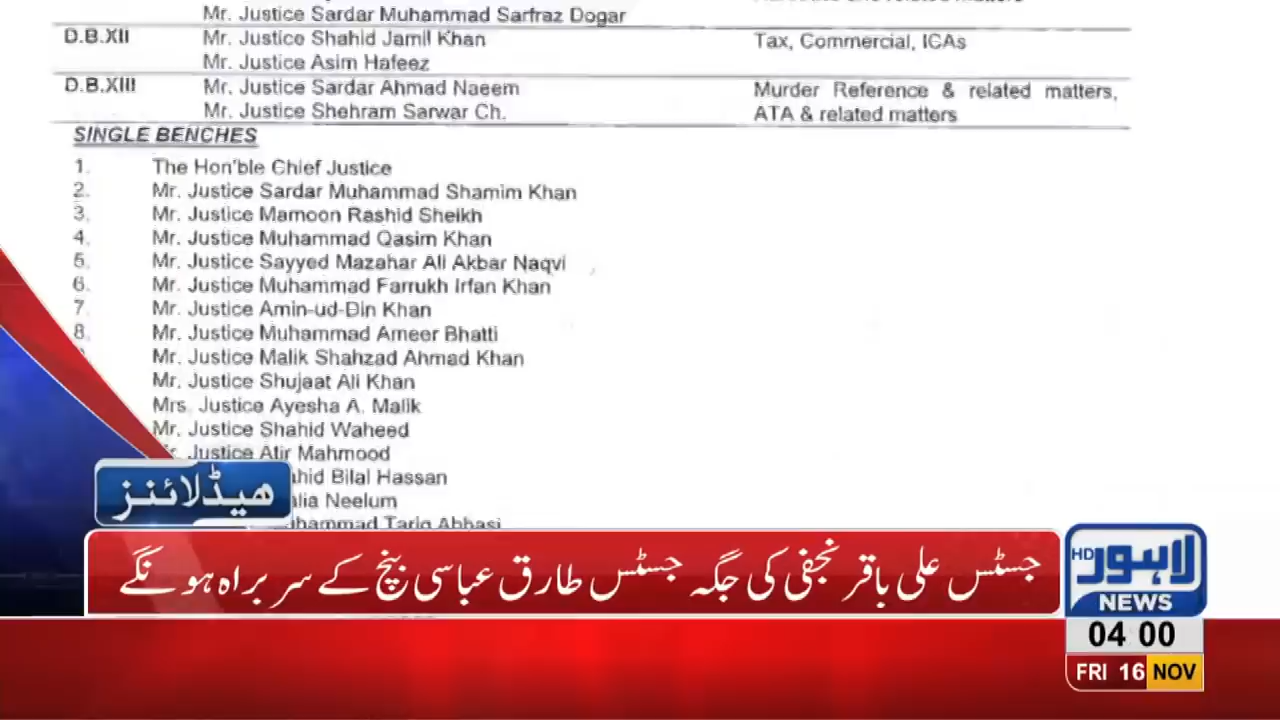 Mr. Justice Sardar Muhammad Sarfraz Dogar
D.B.XII Mr. Justice Shahid Jamil Khan Tax, Commercial, ICAs
Mr. Justice Asim Hafeez
D.B.XIII Mr. Justice Sardar Ahmad Naeem Murder Reference & related matters,
Mr. Justice Shehram Sarwar Ch. ATA & related matters
SINGLE BENCHES
1. The Hon'ble Chief Justice
2. Mr. Justice Sardar Muhammad Shamim Khan
3. Mr. Justice Mamoon Rashid Sheikh
4. Mr. Justice Muhammad Qasim Khan
5. Mr. Justice Sayyed Mazahar Ali Akbar Naqvi
6. Mr. Justice Muhammad Farrukh Irfan Khan
7. Mr. Justice Amin-ud-Din Khan
8. Mr. Justice Muhammad Ameer Bhatti
Mr. Justice Malik Shahzad Ahmad Khan
Mr. Justice Shujaat Ali Khan
Mrs. Justice Ayesha A. Malik
Mr. Justice Shahid Waheed
Justice Atir Mahmood
Bilal Hassan
Neelum
Tariq Abbasi
ہیڈلائنز
جسٹس علی باقر نجفی کی جگہ جسٹس طارق عباسی بینچ کے سربراہ ہونگے
HD لاہور
NEWS
04 00
FRI 16 NOV